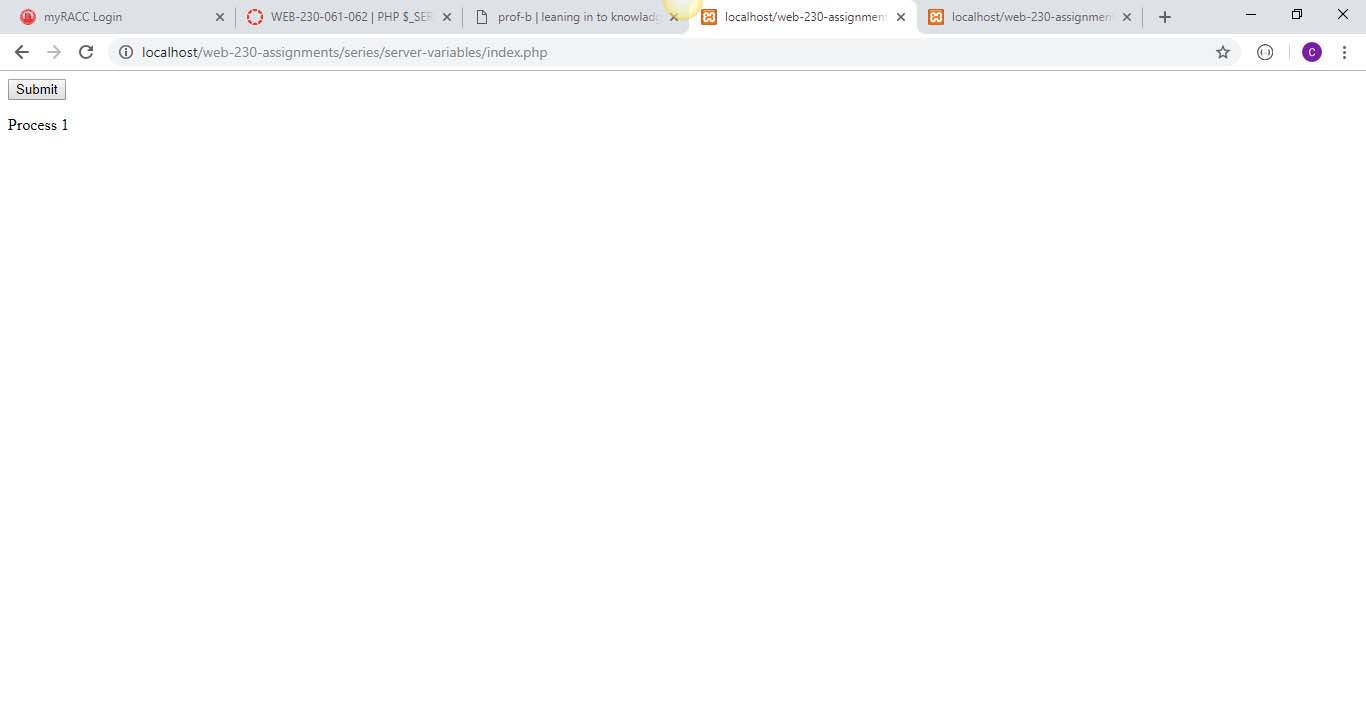 myRACC Login
WEB-230-061-062 | PHP $_SER
prof-b | leaning in to knowladg
localhost/web-230-assignment
localhost/web-230-assignment
localhost/web-230-assignments/series/server-variables/index.php
C
Submit
Process 1